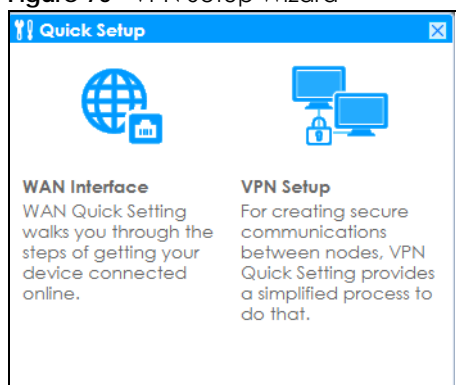 Quick Setup
WAN Interface
WAN Quick Setting
walks you through the
steps of getting your
device connected
online.
VPN Setup
For creating secure
communications
between nodes, VPN
Quick Setting provides
a simplified process to
do that.